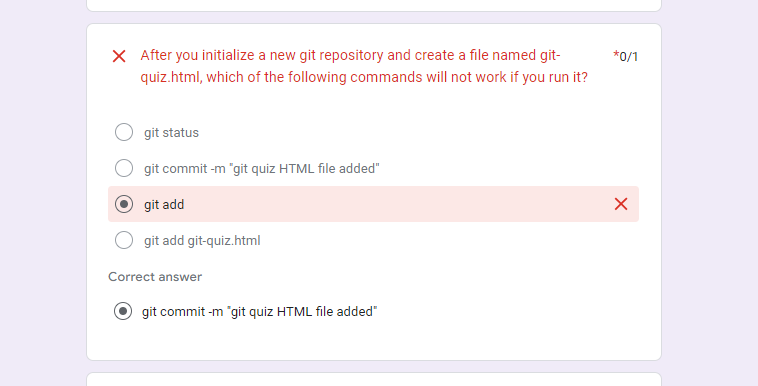 After you initialize a new git repository and create a file named git-
*0/1
quiz.html, which of the following commands will not work if you run it?
git status
git commit -m "git quiz HTML file added"
git add
git add git-quiz.html
Correct answer
git commit -m "git quiz HTML file added"